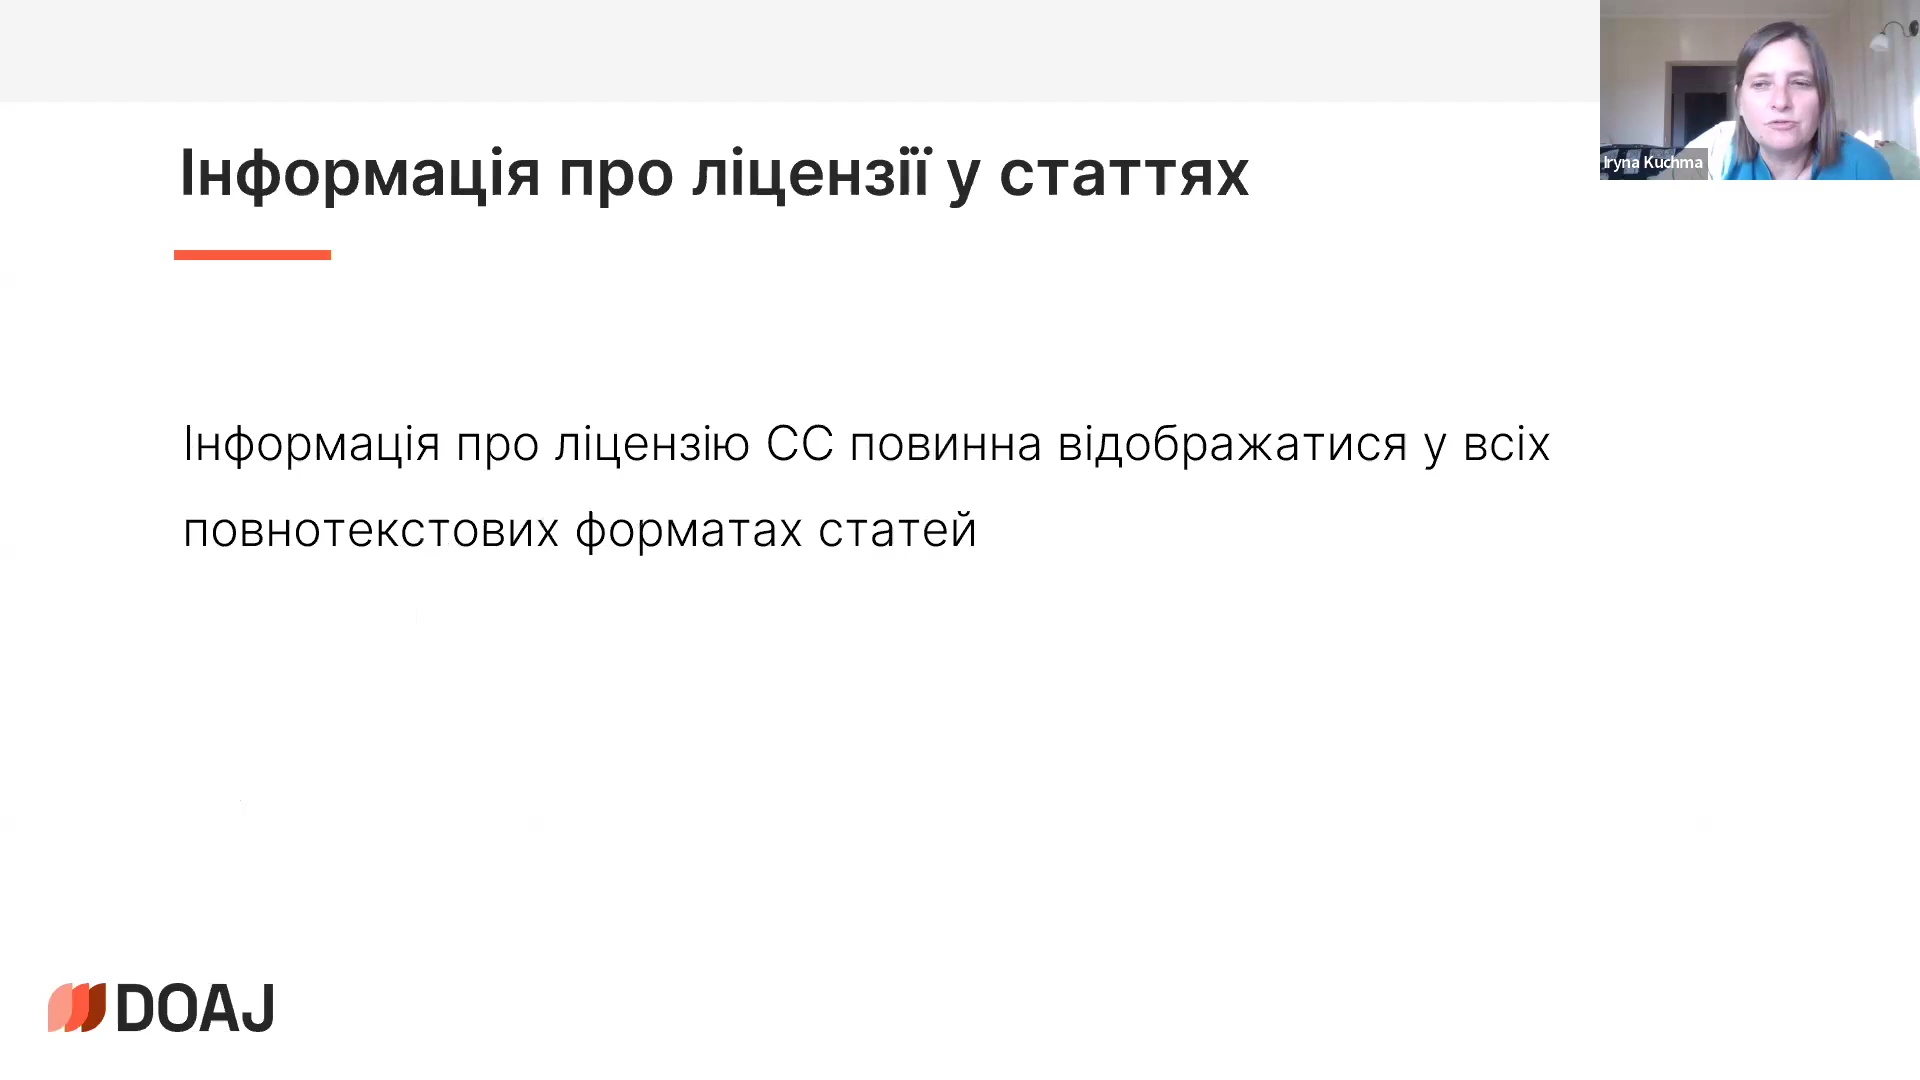 Інформація про ліцензії у статтях
Iryna Kuchma
Інформація про ліцензію CC повинна відображатися у всіх
повнотекстових форматах статей
DOAJ